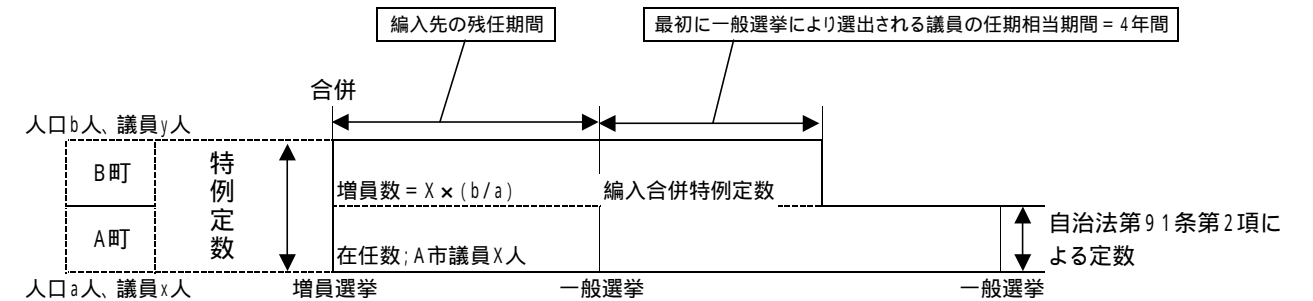 編入先の残任期間
最初に一般選挙により選出される議員の任期相当期間=4年間
合併
人口b人、議員y人
B町
特例定数
増員数=X×(b/a)
編入合併特例定数
A町
在任数;A市議員X人
自治法第91条第2項に
よる定数
人口a人、議員x人
増員選挙
一般選挙
一般選挙